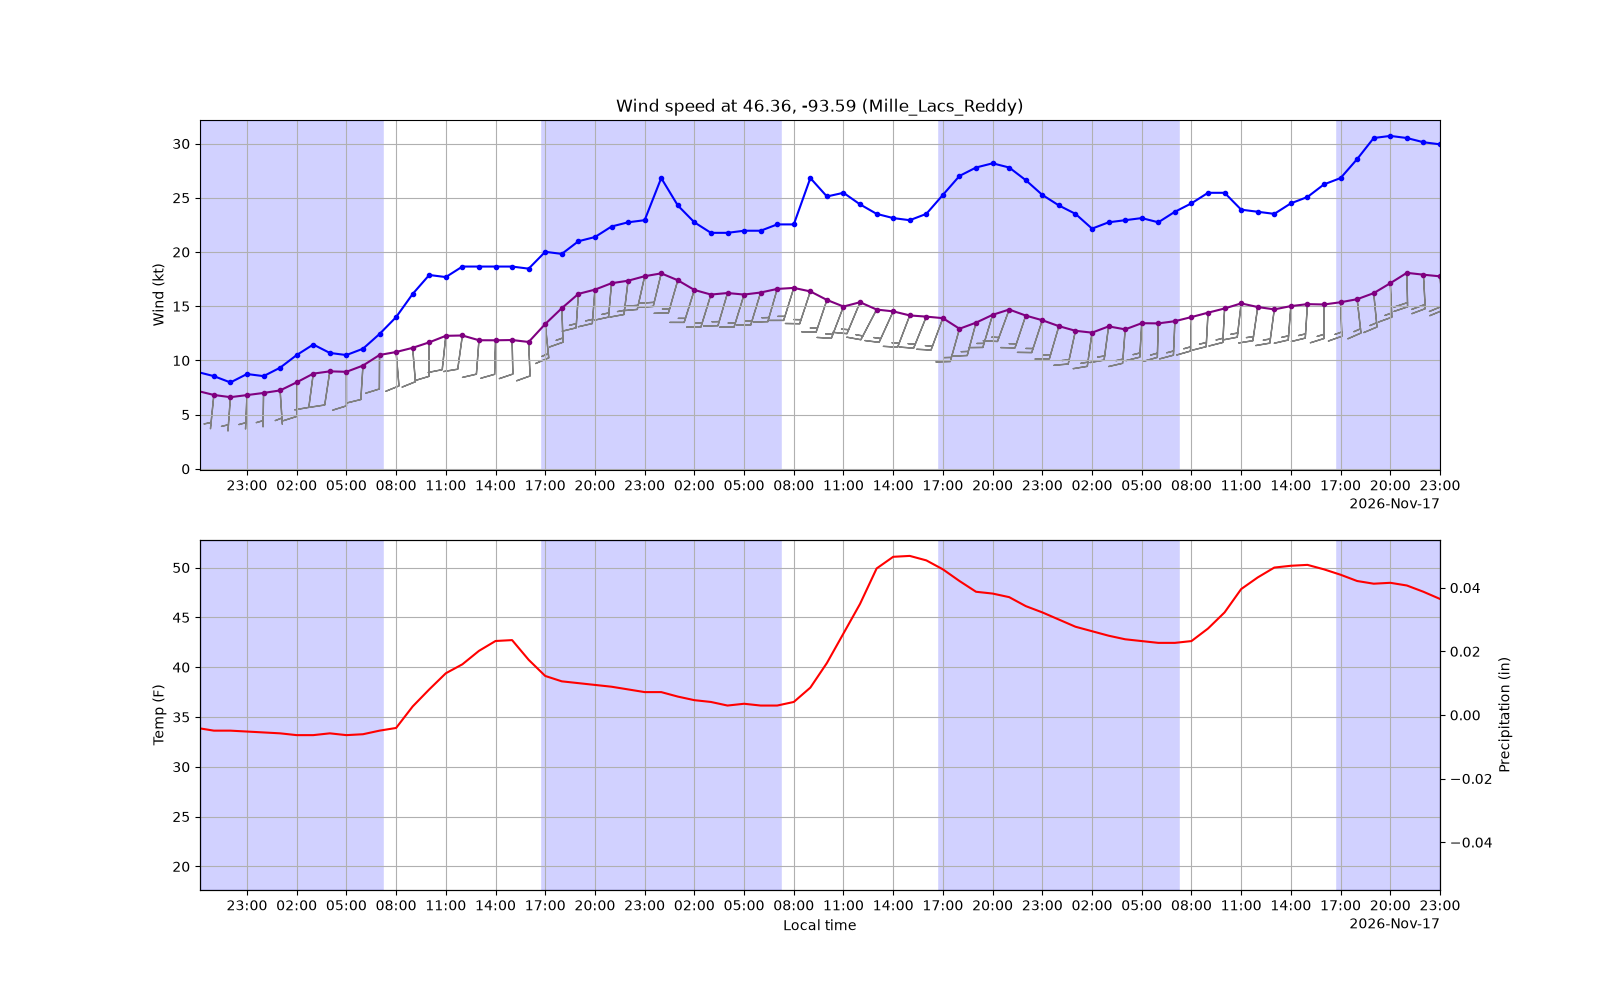 Wind speed at 46.36, -93.59 (Mille_Lacs_Reddy)
Wind (kt)
30
25
20
15
10
5
0
23:00 02:00 05:00 08:00 11:00 14:00 17:00 20:00 23:00 02:00 05:00 08:00 11:00 14:00 17:00 20:00 23:00 02:00 05:00 08:00 11:00 14:00 17:00 20:00 23:00
2026-Nov-17
Temp (F)
50
45
40
35
30
25
20
0.04
0.02
0.00
−0.02
−0.04
Precipitation (in)
23:00 02:00 05:00 08:00 11:00 14:00 17:00 20:00 23:00 02:00 05:00 08:00 11:00 14:00 17:00 20:00 23:00 02:00 05:00 08:00 11:00 14:00 17:00 20:00 23:00
Local time
2026-Nov-17